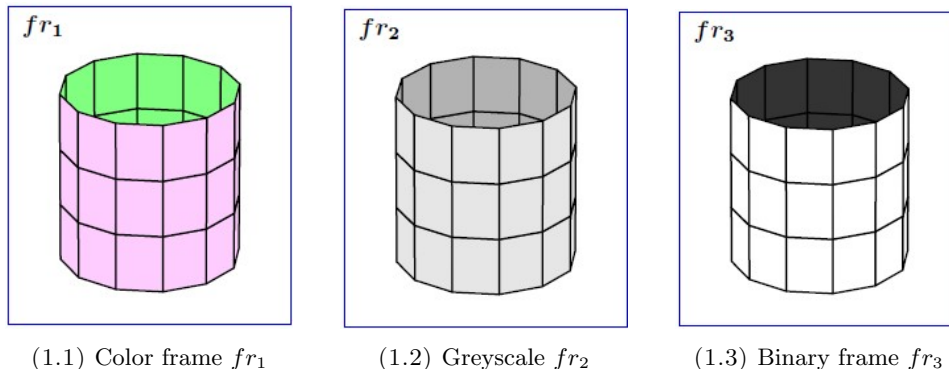 fr₁
fr₂
fr₃
(1.1) Color frame fr₁
(1.2) Greyscale fr₂
(1.3) Binary frame fr₃